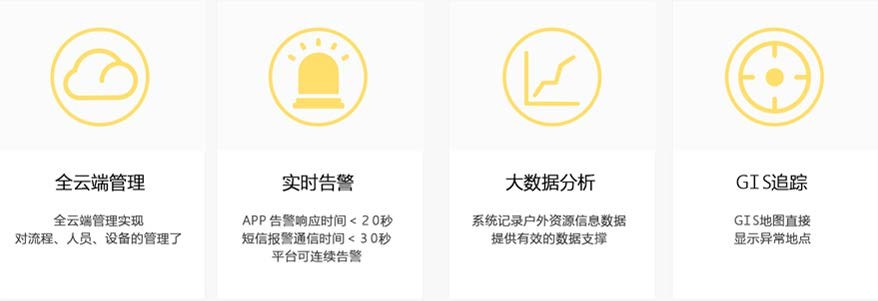 全云端管理
全云端管理实现
对流程、人员、设备的管理了
实时告警
APP 告警响应时间 < 20秒
短信报警通信时间 < 30秒
平台可连续告警
大数据分析
系统记录户外资源信息数据
提供有效的数据支撑
GIS追踪
GIS地图直接
显示异常地点